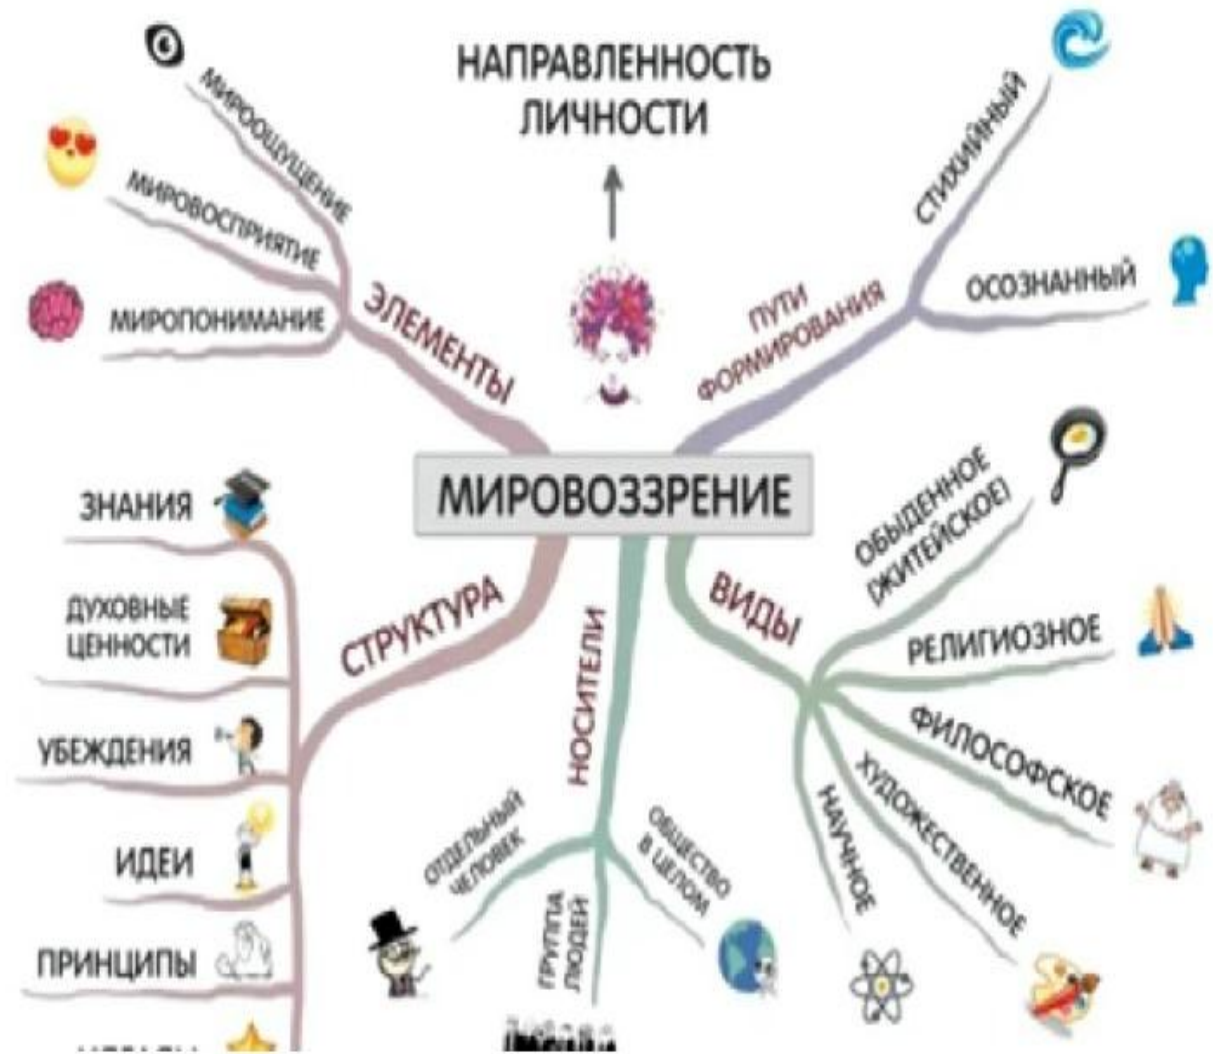 НАПРАВЛЕННОСТЬ
ЛИЧНОСТИ
МИРООЩУЩЕНИЕ
МИРОВОСПРИЯТИЕ
МИРОПОНИМАНИЕ
ЭЛЕМЕНТЫ
ПУТИ
ФОРМИРОВАНИЯ
СТИХИЙНЫЙ
ОСОЗНАННЫЙ
МИРОВОЗЗРЕНИЕ
СТРУКТУРА
ЗНАНИЯ
ДУХОВНЫЕ
ЦЕННОСТИ
УБЕЖДЕНИЯ
ИДЕИ
ПРИНЦИПЫ
НОСИТЕЛИ
ОТДЕЛЬНЫЙ
ЧЕЛОВЕК
ГРУППА
ЛЮДЕЙ
ОБЩЕСТВО
В ЦЕЛОМ
ВИДЫ
ОБЫДЕННОЕ
(ЖИТЕЙСКОЕ)
РЕЛИГИОЗНОЕ
ФИЛОСОФСКОЕ
ХУДОЖЕСТВЕННОЕ
НАУЧНОЕ